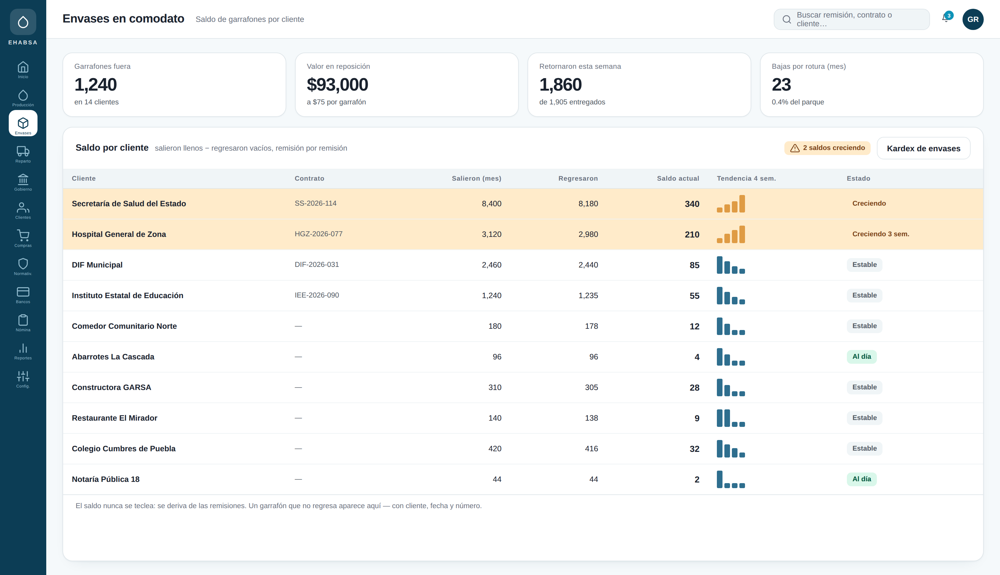 EHABSA
Inicio
Producción
Envases
Reparto
Gobierno
Clientes
Compras
Normativ.
Bancos
Nómina
Reportes
Config.
Envases en comodato Saldo de garrafones por cliente
Buscar remisión, contrato o
cliente…
3
GR
Garrafones fuera
1,240
en 14 clientes
Valor en reposición
$93,000
a $75 por garrafón
Retornaron esta semana
1,860
de 1,905 entregados
Bajas por rotura (mes)
23
0.4% del parque
Saldo por cliente salieron llenos − regresaron vacíos, remisión por remisión
2 saldos creciendo
Kardex de envases
Cliente Contrato Salieron (mes) Regresaron Saldo actual Tendencia 4 sem. Estado
Secretaría de Salud del Estado SS-2026-114 8,400 8,180 340 Creciendo
Hospital General de Zona HGZ-2026-077 3,120 2,980 210 Creciendo 3 sem.
DIF Municipal DIF-2026-031 2,460 2,440 85 Estable
Instituto Estatal de Educación IEE-2026-090 1,240 1,235 55 Estable
Comedor Comunitario Norte — 180 178 12 Estable
Abarrotes La Cascada — 96 96 4 Al día
Constructora GARSA — 310 305 28 Estable
Restaurante El Mirador — 140 138 9 Estable
Colegio Cumbres de Puebla — 420 416 32 Estable
Notaría Pública 18 — 44 44 2 Al día
El saldo nunca se teclea: se deriva de las remisiones. Un garrafón que no regresa aparece aquí — con cliente, fecha y número.